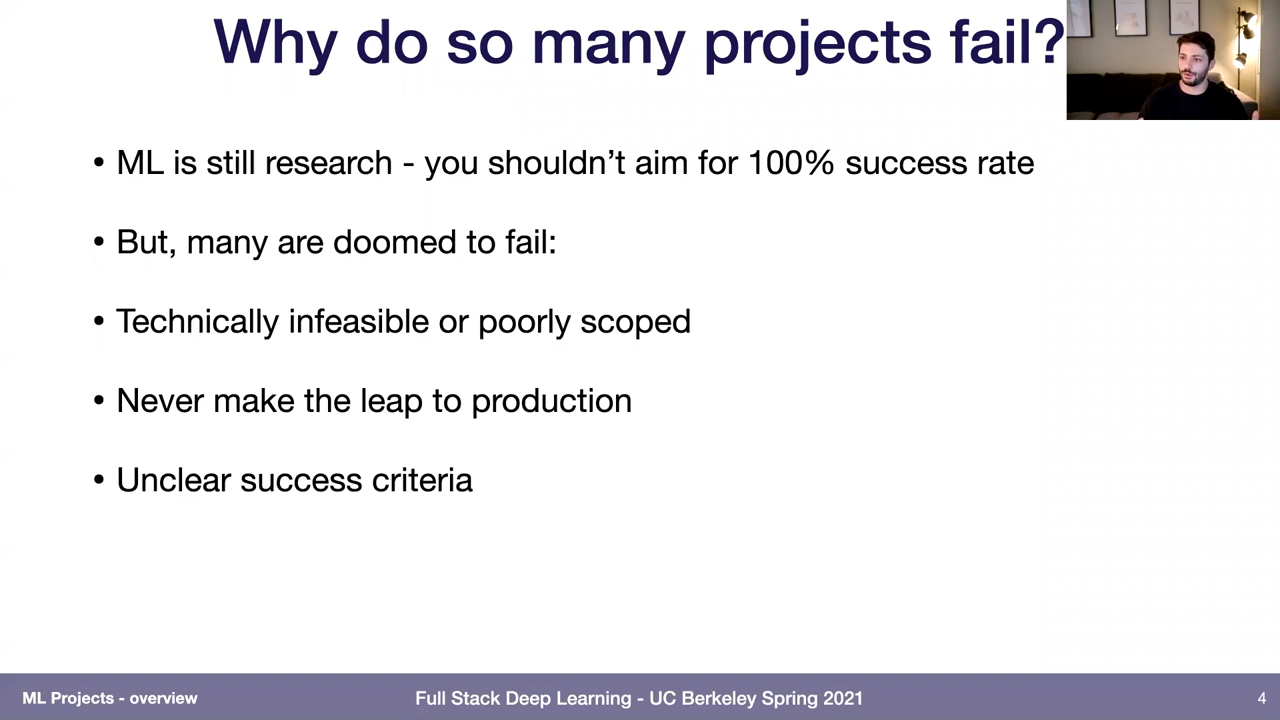 Why do so many projects fail?
• ML is still research - you shouldn’t aim for 100% success rate
• But, many are doomed to fail:
• Technically infeasible or poorly scoped
• Never make the leap to production
• Unclear success criteria
ML Projects - overview
Full Stack Deep Learning - UC Berkeley Spring 2021
4